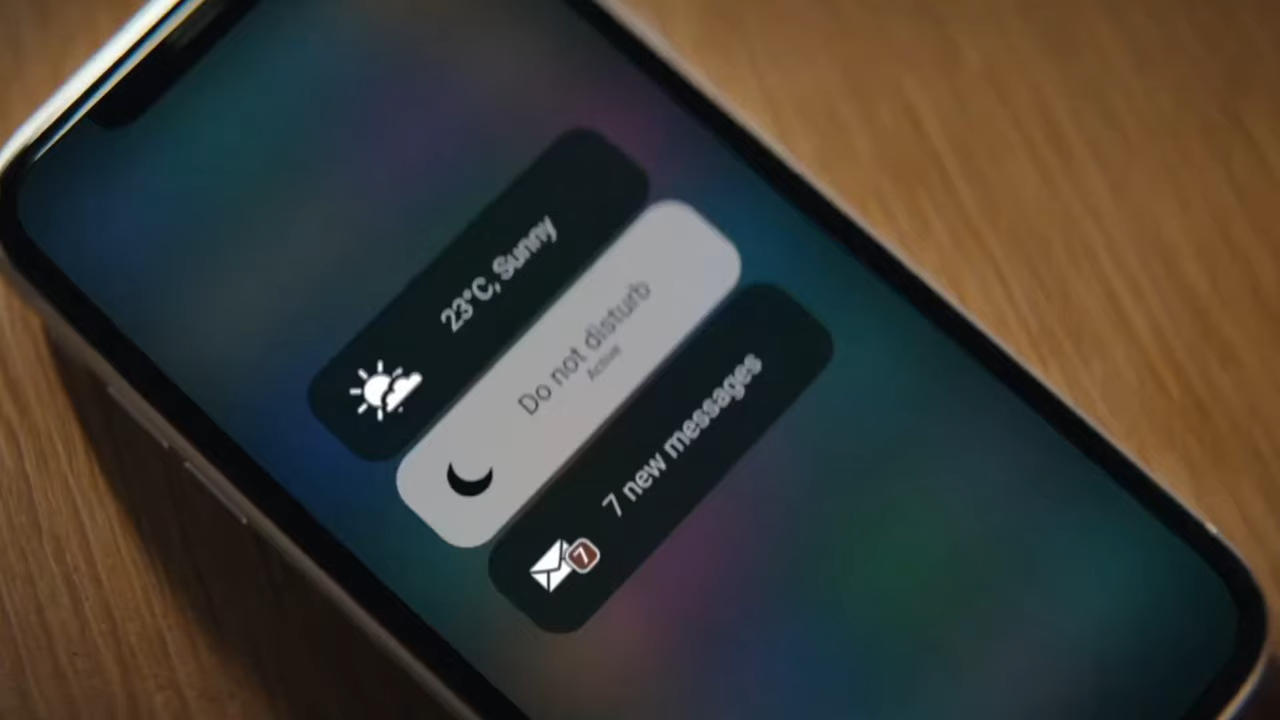 23°C, Sunny
Do not disturb
Active
7 new messages
7